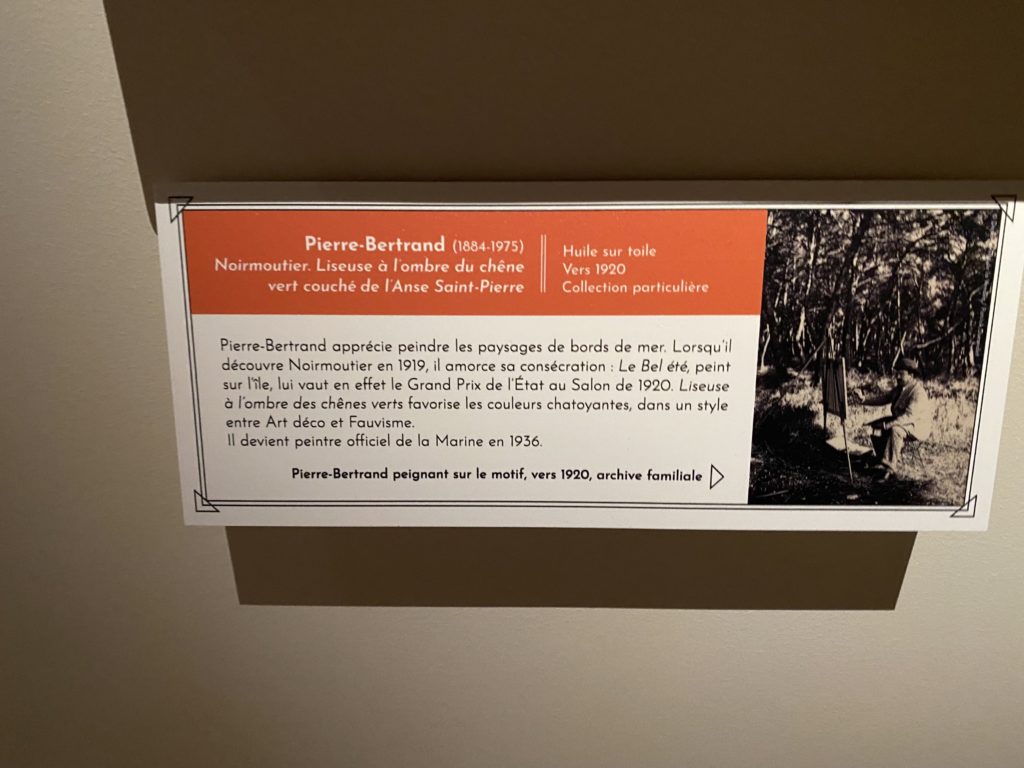 Pierre-Bertrand (1884-1975)
Noirmoutier. Liseuse à l'ombre du chêne
vert couché de l'Anse Saint-Pierre
Huile sur toile
Vers 1920
Collection particulière
Pierre-Bertrand apprécie peindre les paysages de bords de mer. Lorsqu'il
découvre Noirmoutier en 1919, il amorce sa consécration : Le Bel été, peint
sur l'île, lui vaut en effet le Grand Prix de l'État au Salon de 1920. Liseuse
à l'ombre des chênes verts favorise les couleurs chatoyantes, dans un style
entre Art déco et Fauvisme.
Il devient peintre officiel de la Marine en 1936.
Pierre-Bertrand peignant sur le motif, vers 1920, archive familiale